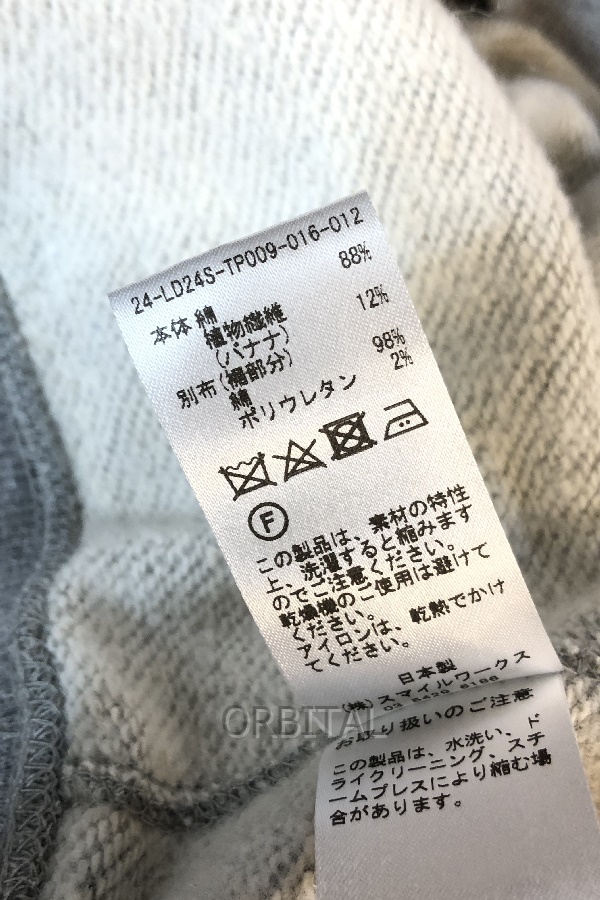 24-LD24S-TP009-016-012
本体 綿 88%
植物繊維 12%
(バナナ)
別布(裾部分)
綿 98%
ポリウレタン 2%
F
この製品は、素材の特性
上、洗濯すると縮みます
のでご注意ください。
乾燥機のご使用は避けて
ください。
アイロンは、乾熱でかけ
てください。
日本製
(株)スマイルワークス
ORBITAL
お取り扱いのご注意
この製品は、水洗い、ド
ライクリーニング、スチ
ームプレスにより縮む場
合があります。